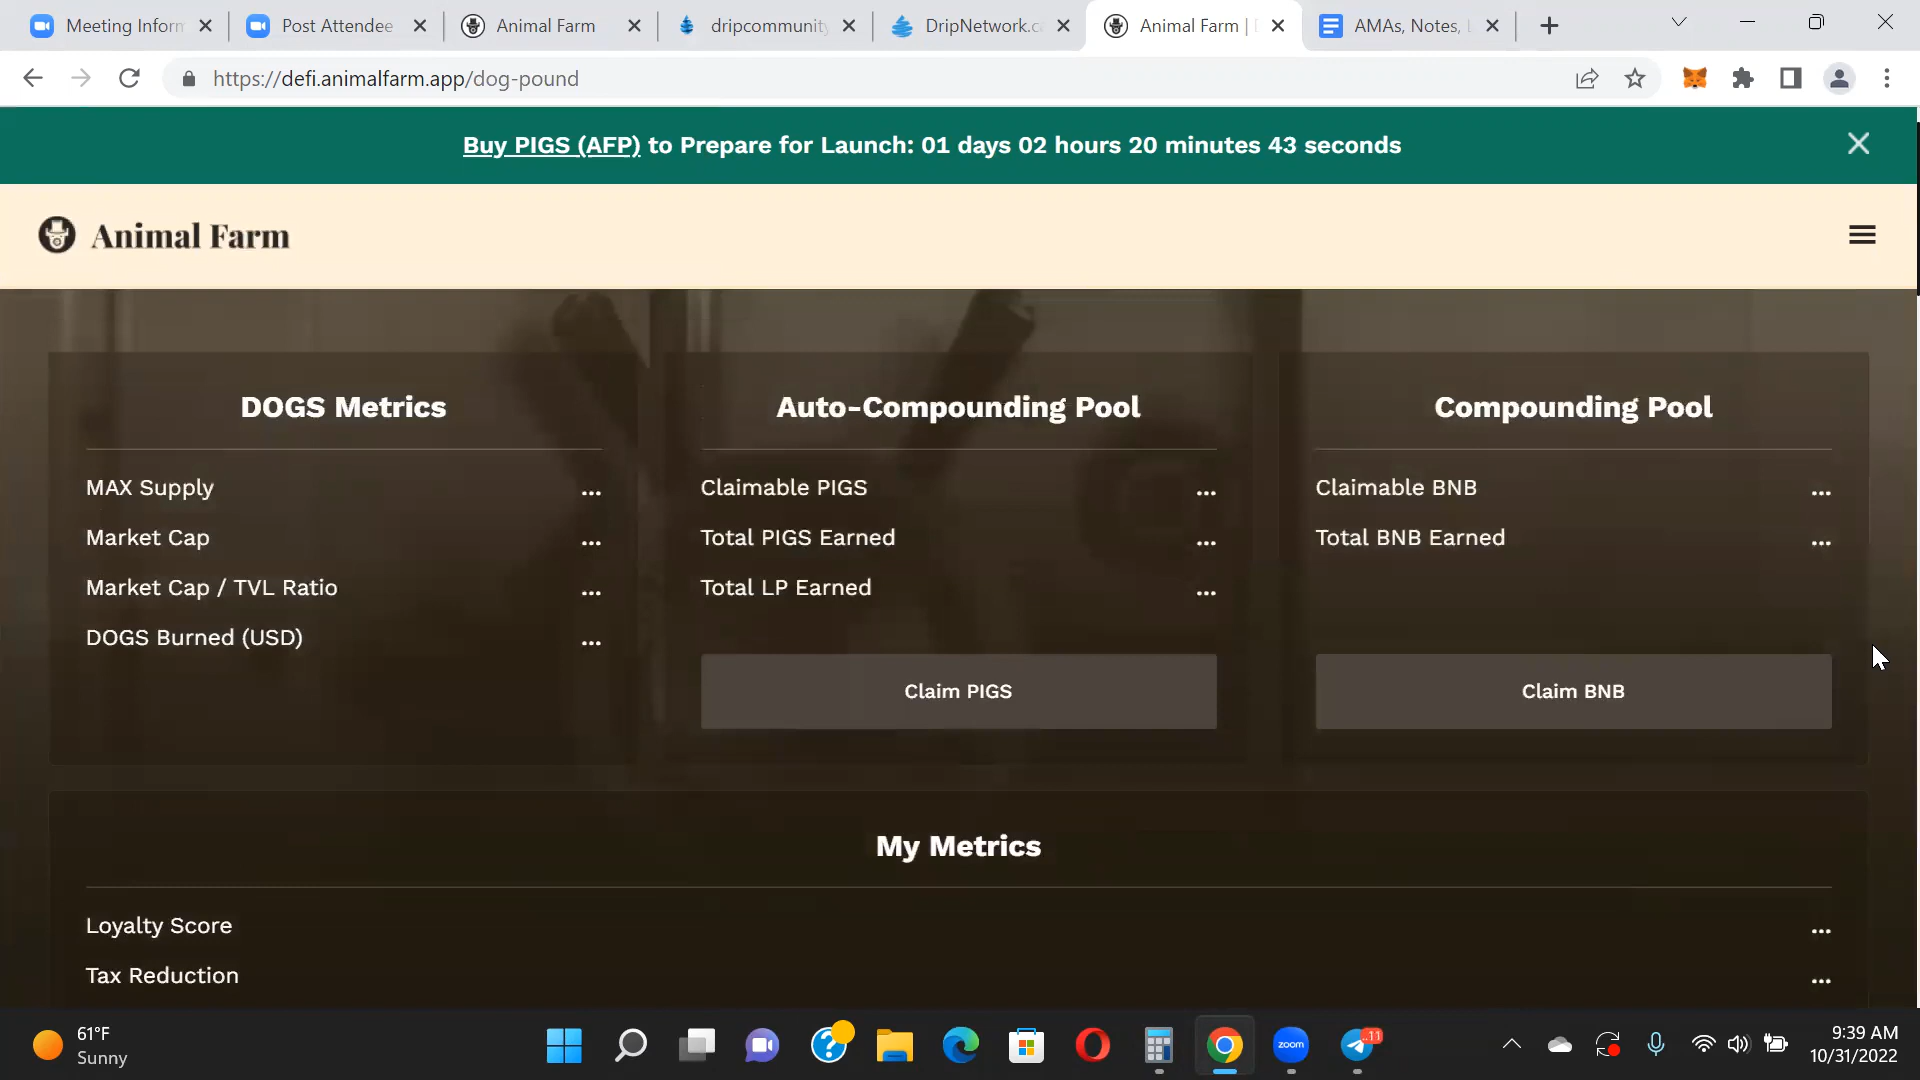 Meeting Inform
Post Attendee
Animal Farm
dripcommunity
DripNetwork.ca
Animal Farm |
AMAs, Notes,
https://defi.animalfarm.app/dog-pound
Buy PIGS (AFP) to Prepare for Launch: 01 days 02 hours 20 minutes 43 seconds
Animal Farm
DOGS Metrics
MAX Supply ...
Market Cap ...
Market Cap / TVL Ratio ...
DOGS Burned (USD) ...
Auto-Compounding Pool
Claimable PIGS ...
Total PIGS Earned ...
Total LP Earned ...
Claim PIGS
Compounding Pool
Claimable BNB ...
Total BNB Earned ...
Claim BNB
My Metrics
Loyalty Score ...
Tax Reduction ...
61°F
Sunny
zoom
11
9:39 AM
10/31/2022